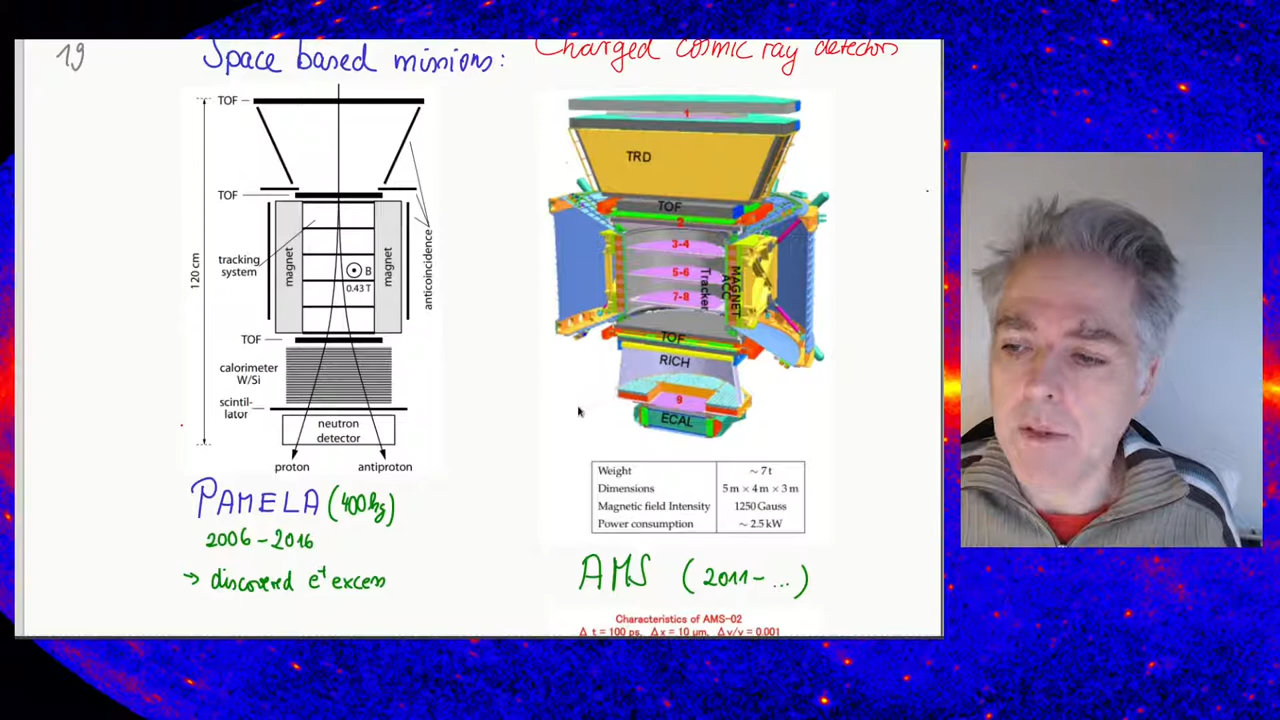 19
Space based missions: Charged cosmic ray detectors
TOF
TOF
tracking
system
magnet
B
0.43 T
magnet
anticoincidence
120 cm
TOF
calorimeter
W/Si
scintil-
lator
neutron
detector
proton
antiproton
PAMELA (400kg)
2006 - 2016
→ discovered e⁺ excess
1
TRD
TOF
2
3-4
5-6
7-8
Tracker
ACC
MAGNET
TOF
RICH
9
ECAL
Weight ~ 7 t
Dimensions 5 m × 4 m × 3 m
Magnetic field Intensity 1250 Gauss
Power consumption ~ 2.5 kW
AMS (2011 - ...)
Characteristics of AMS-02
Δ t = 100 ps, Δ x = 10 μm, Δv/v = 0.001